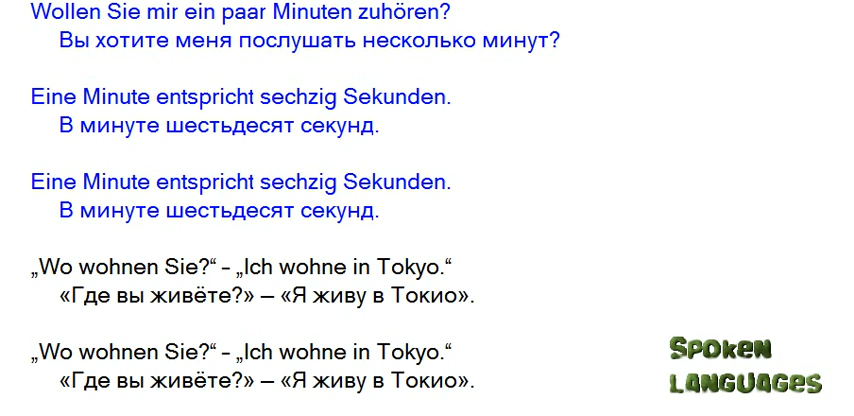 Wollen Sie mir ein paar Minuten zuhören?
Вы хотите меня послушать несколько минут?
Eine Minute entspricht sechzig Sekunden.
В минуте шестьдесят секунд.
Eine Minute entspricht sechzig Sekunden.
В минуте шестьдесят секунд.
„Wo wohnen Sie?“ – „Ich wohne in Tokyo.“
«Где вы живёте?» — «Я живу в Токио».
„Wo wohnen Sie?“ – „Ich wohne in Tokyo.“
«Где вы живёте?» — «Я живу в Токио».
Spoken
Languages